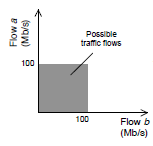 Flow a
(Mb/s)
Possible
traffic flows
100
100
Flow b
(Mb/s)